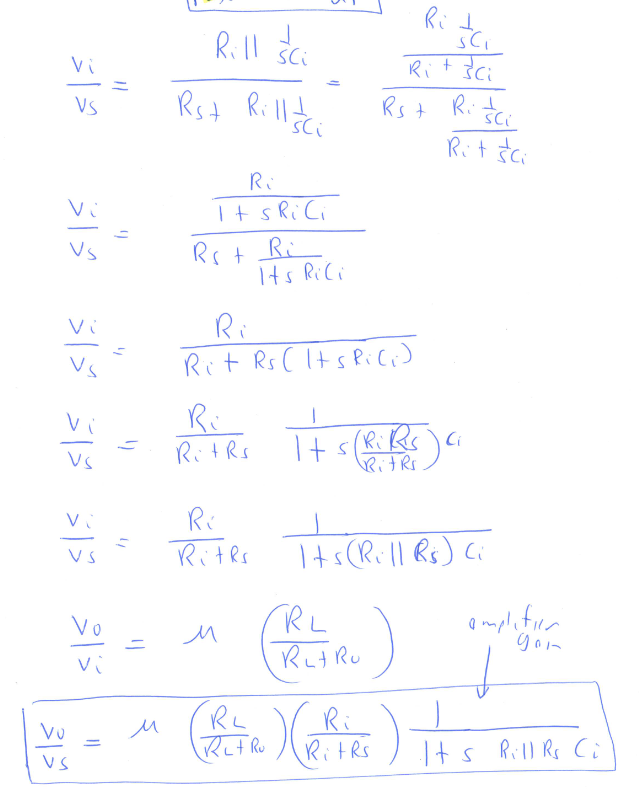 Vi/Vs = (Ri || 1/sCi) / (Rs + Ri || 1/sCi) = ((Ri 1/sCi) / (Ri + 1/sCi)) / (Rs + (Ri 1/sCi) / (Ri + 1/sCi))
Vi/Vs = (Ri / (1 + sRiCi)) / (Rs + Ri / (1+s RiCi))
Vi/Vs = Ri / (Ri + Rs(1+sRiCi))
Vi/Vs = Ri/(Ri+Rs) 1/(1+s(RiRs/(Ri+Rs))Ci)
Vi/Vs = Ri/(Ri+Rs) 1/(1+s(Ri||Rs) Ci)
Vo/Vi = μ (RL/(RL+Ro))
amplifier
gain
Vo/Vs = μ (RL/(RL+Ro)) (Ri/(Ri+Rs)) 1/(1+s Ri||Rs Ci)